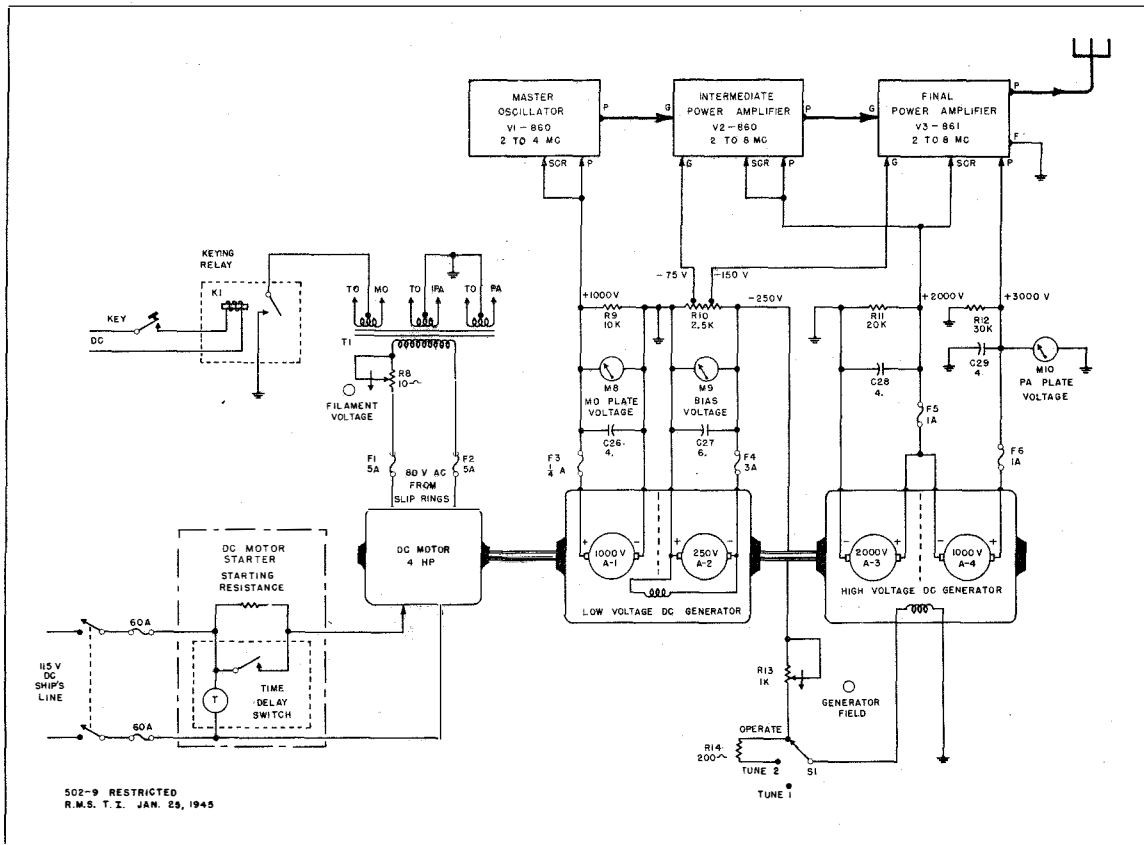 MASTER
OSCILLATOR
V1-860
2 TO 4 MC
P
SCR
P
G
INTERMEDIATE
POWER AMPLIFIER
V2-860
2 TO 8 MC
P
G
SCR
P
G
FINAL
POWER AMPLIFIER
V3-861
2 TO 8 MC
P
F
G
SCR
P
KEYING
RELAY
K1
KEY
DC
TO MO
TO IPA
TO PA
T1
R8
10~
FILAMENT
VOLTAGE
F1
5A
F2
5A
80 V AC
FROM
SLIP RINGS
+1000V
R9
10K
-75 V
-150V
R10
2.5K
-250V
M8
MO PLATE
VOLTAGE
M9
BIAS
VOLTAGE
C26
4.
C27
6.
F3
1/4 A
F4
3A
R11
20K
+2000V
R12
30K
+3000 V
C28
4.
C29
4.
M10
PA PLATE
VOLTAGE
F5
1A
F6
1A
DC MOTOR
4 HP
+ 1000V A-1 -
+ 250V A-2 -
LOW VOLTAGE DC GENERATOR
- 2000V A-3 +
- 1000V A-4 +
HIGH VOLTAGE DC GENERATOR
DC MOTOR
STARTER
STARTING
RESISTANCE
T
TIME
DELAY
SWITCH
60A
60A
115 V
DC
SHIP'S
LINE
R13
1K
GENERATOR
FIELD
OPERATE
R14
200~
TUNE 2
S1
TUNE 1
502-9 RESTRICTED
R.M.S. T.I. JAN. 25, 1945